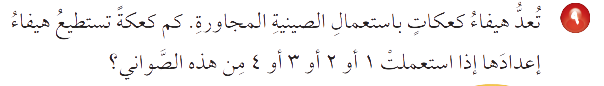 ٩ تُعدُّ هيفاءُ كعكاتٍ باستعمالِ الصينيةِ المجاورةِ. كم كعكةً تستطيعُ هيفاءُ
إعدادَها إذا استعملتْ ١ أو ٢ أو ٣ أو ٤ مِن هذه الصَّواني؟